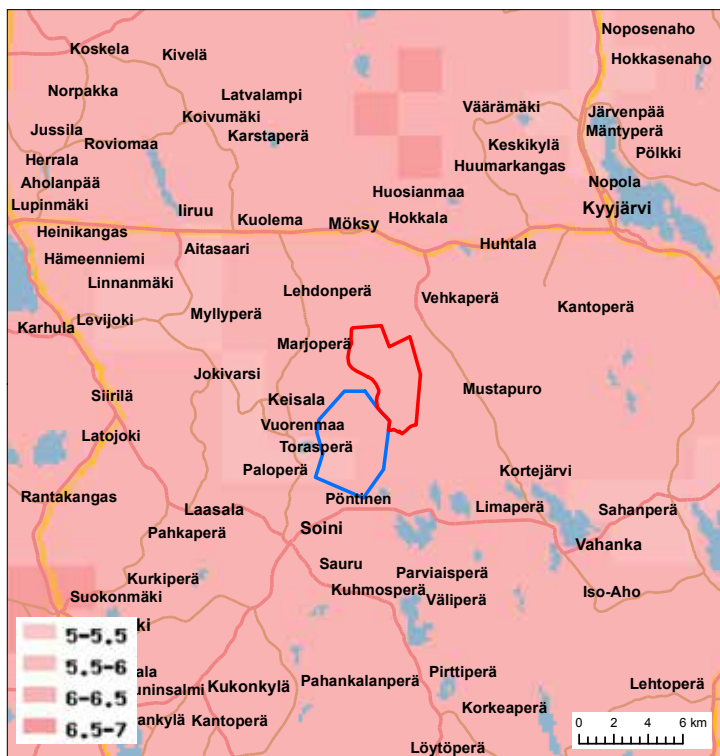 Noposenaho
Koskela
Kivelä
Hokkasenaho
Norpakka
Latvalampi
Väärämäki
Järvenpää
Koivumäki
Jussila
Karstaperä
Mäntyperä
Roviomaa
Keskikylä
Pölkki
Herrala
Huumarkangas
Aholanpää
Nopola
Huosianmaa
Lupinmäki
Iiruu
Kuolema
Möksy
Hokkala
Kyyjärvi
Heinikangas
Aitasaari
Huhtala
Hämeenniemi
Linnanmäki
Lehdonperä
Vehkaperä
Kantoperä
Myllyperä
Karhula
Levijoki
Marjoperä
Jokivarsi
Mustapuro
Siirilä
Keisala
Vuorenmaa
Latojoki
Torasperä
Paloperä
Kortejärvi
Rantakangas
Pöntinen
Laasala
Limaperä
Sahanperä
Pahkaperä
Soini
Vahanka
Sauru
Kurkiperä
Parviaisperä
Suokonmäki
Kuhmosperä
Väliperä
Iso-Aho
ki
5-5.5
5.5-6
6-6.5
6.5-7
ala
uninsalmi
Kukonkylä
Pahankalanperä
Pirttiperä
Lehtoperä
ankylä
Kantoperä
Korkeaperä
Löytöperä
0 2 4 6 km